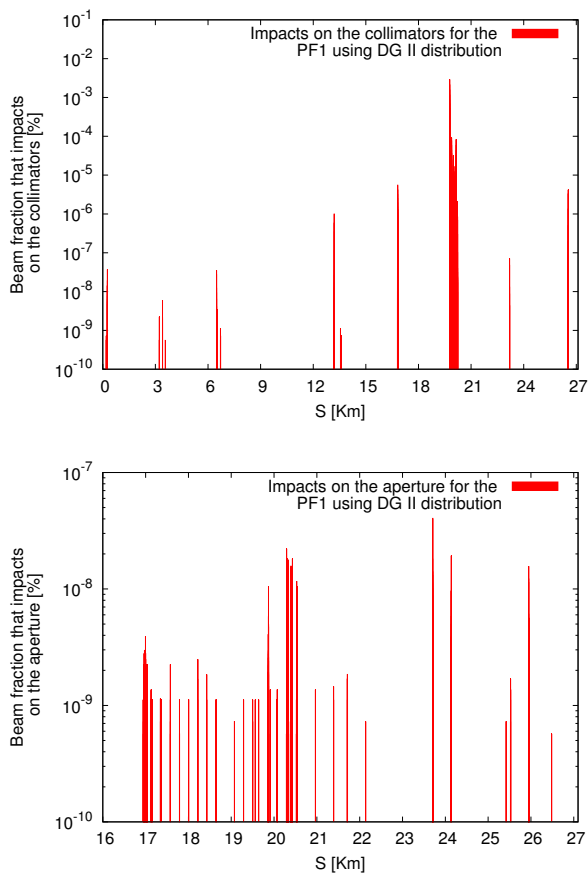 Impacts on the collimators for the
PF1 using DG II distribution
Beam fraction that impacts
on the collimators [%]
10^-1
10^-2
10^-3
10^-4
10^-5
10^-6
10^-7
10^-8
10^-9
10^-10
0 3 6 9 12 15 18 21 24 27
S [Km]
Impacts on the aperture for the
PF1 using DG II distribution
Beam fraction that impacts
on the aperture [%]
10^-7
10^-8
10^-9
10^-10
16 17 18 19 20 21 22 23 24 25 26 27
S [Km]